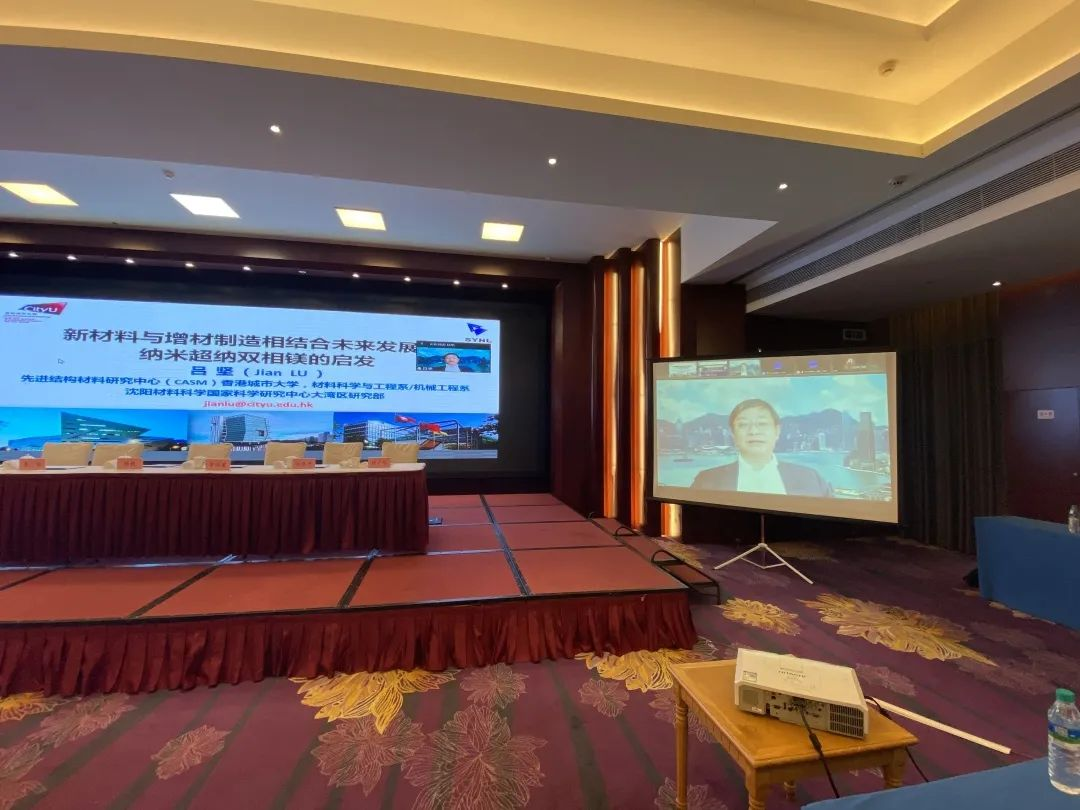 CityU
SYNL
新材料与增材制造相结合未来发展
纳米超纳双相镁的启发
吕 坚（Jian LU ）
先进结构材料研究中心（CASM）香港城市大学，材料科学与工程系/机械工程系
沈阳材料科学国家科学研究中心大湾区研究部
jianlu@cityu.edu.hk